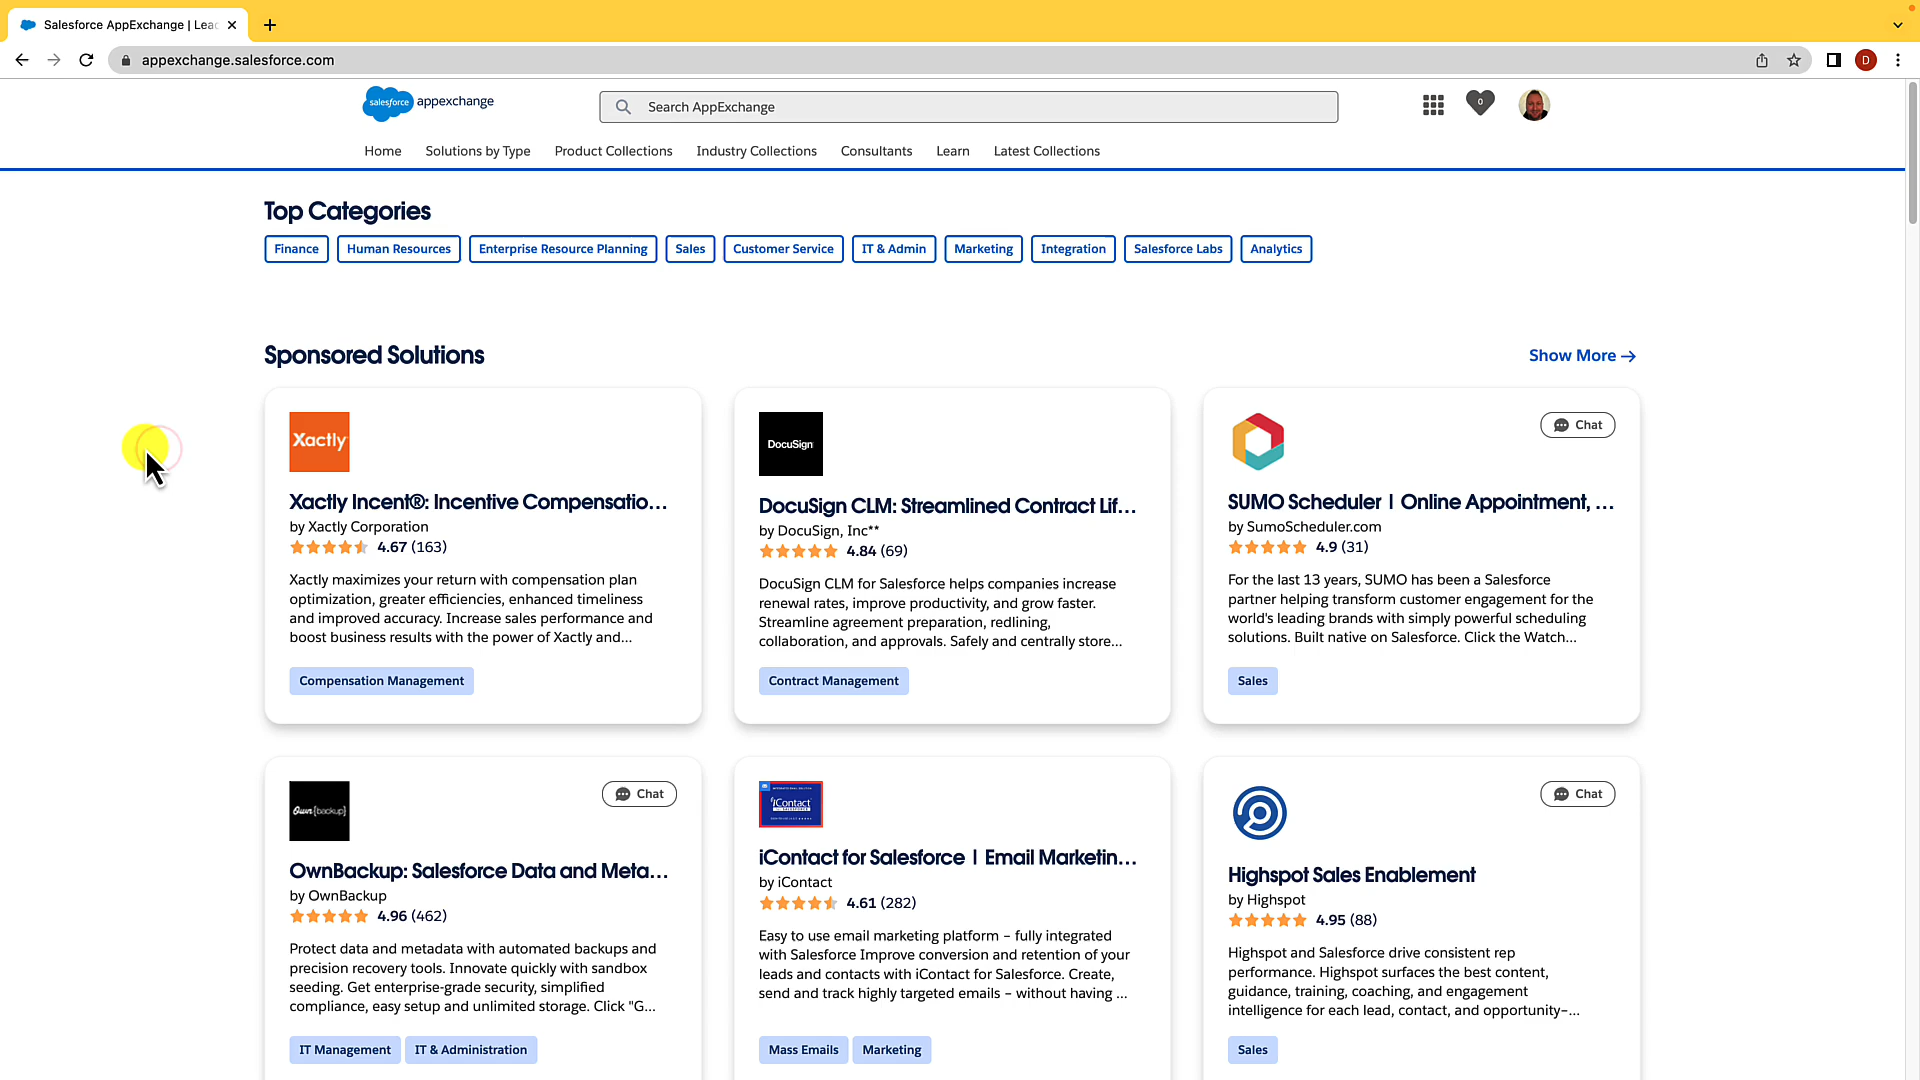 Salesforce AppExchange | Lea
appexchange.salesforce.com
D
salesforce appexchange
Search AppExchange
0
Home Solutions by Type Product Collections Industry Collections Consultants Learn Latest Collections
Top Categories
Finance Human Resources Enterprise Resource Planning Sales Customer Service IT & Admin Marketing Integration Salesforce Labs Analytics
Sponsored Solutions
Show More →
Xactly
Xactly Incent®: Incentive Compensatio...
by Xactly Corporation
4.67 (163)
Xactly maximizes your return with compensation plan
optimization, greater efficiencies, enhanced timeliness
and improved accuracy. Increase sales performance and
boost business results with the power of Xactly and...
Compensation Management
DocuSign
DocuSign CLM: Streamlined Contract Lif...
by DocuSign, Inc**
4.84 (69)
DocuSign CLM for Salesforce helps companies increase
renewal rates, improve productivity, and grow faster.
Streamline agreement preparation, redlining,
collaboration, and approvals. Safely and centrally store...
Contract Management
Chat
SUMO Scheduler | Online Appointment, ...
by SumoScheduler.com
4.9 (31)
For the last 13 years, SUMO has been a Salesforce
partner helping transform customer engagement for the
world's leading brands with simply powerful scheduling
solutions. Built native on Salesforce. Click the Watch...
Sales
Own{backup}
Chat
OwnBackup: Salesforce Data and Meta...
by OwnBackup
4.96 (462)
Protect data and metadata with automated backups and
precision recovery tools. Innovate quickly with sandbox
seeding. Get enterprise-grade security, simplified
compliance, easy setup and unlimited storage. Click "G...
IT Management IT & Administration
iContact
iContact for Salesforce | Email Marketin...
by iContact
4.61 (282)
Easy to use email marketing platform – fully integrated
with Salesforce Improve conversion and retention of your
leads and contacts with iContact for Salesforce. Create,
send and track highly targeted emails – without having ...
Mass Emails Marketing
Chat
Highspot Sales Enablement
by Highspot
4.95 (88)
Highspot and Salesforce drive consistent rep
performance. Highspot surfaces the best content,
guidance, training, coaching, and engagement
intelligence for each lead, contact, and opportunity–...
Sales